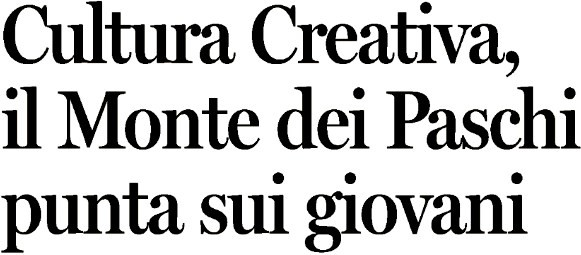 Cultura Creativa,
il Monte dei Paschi
punta sui giovani